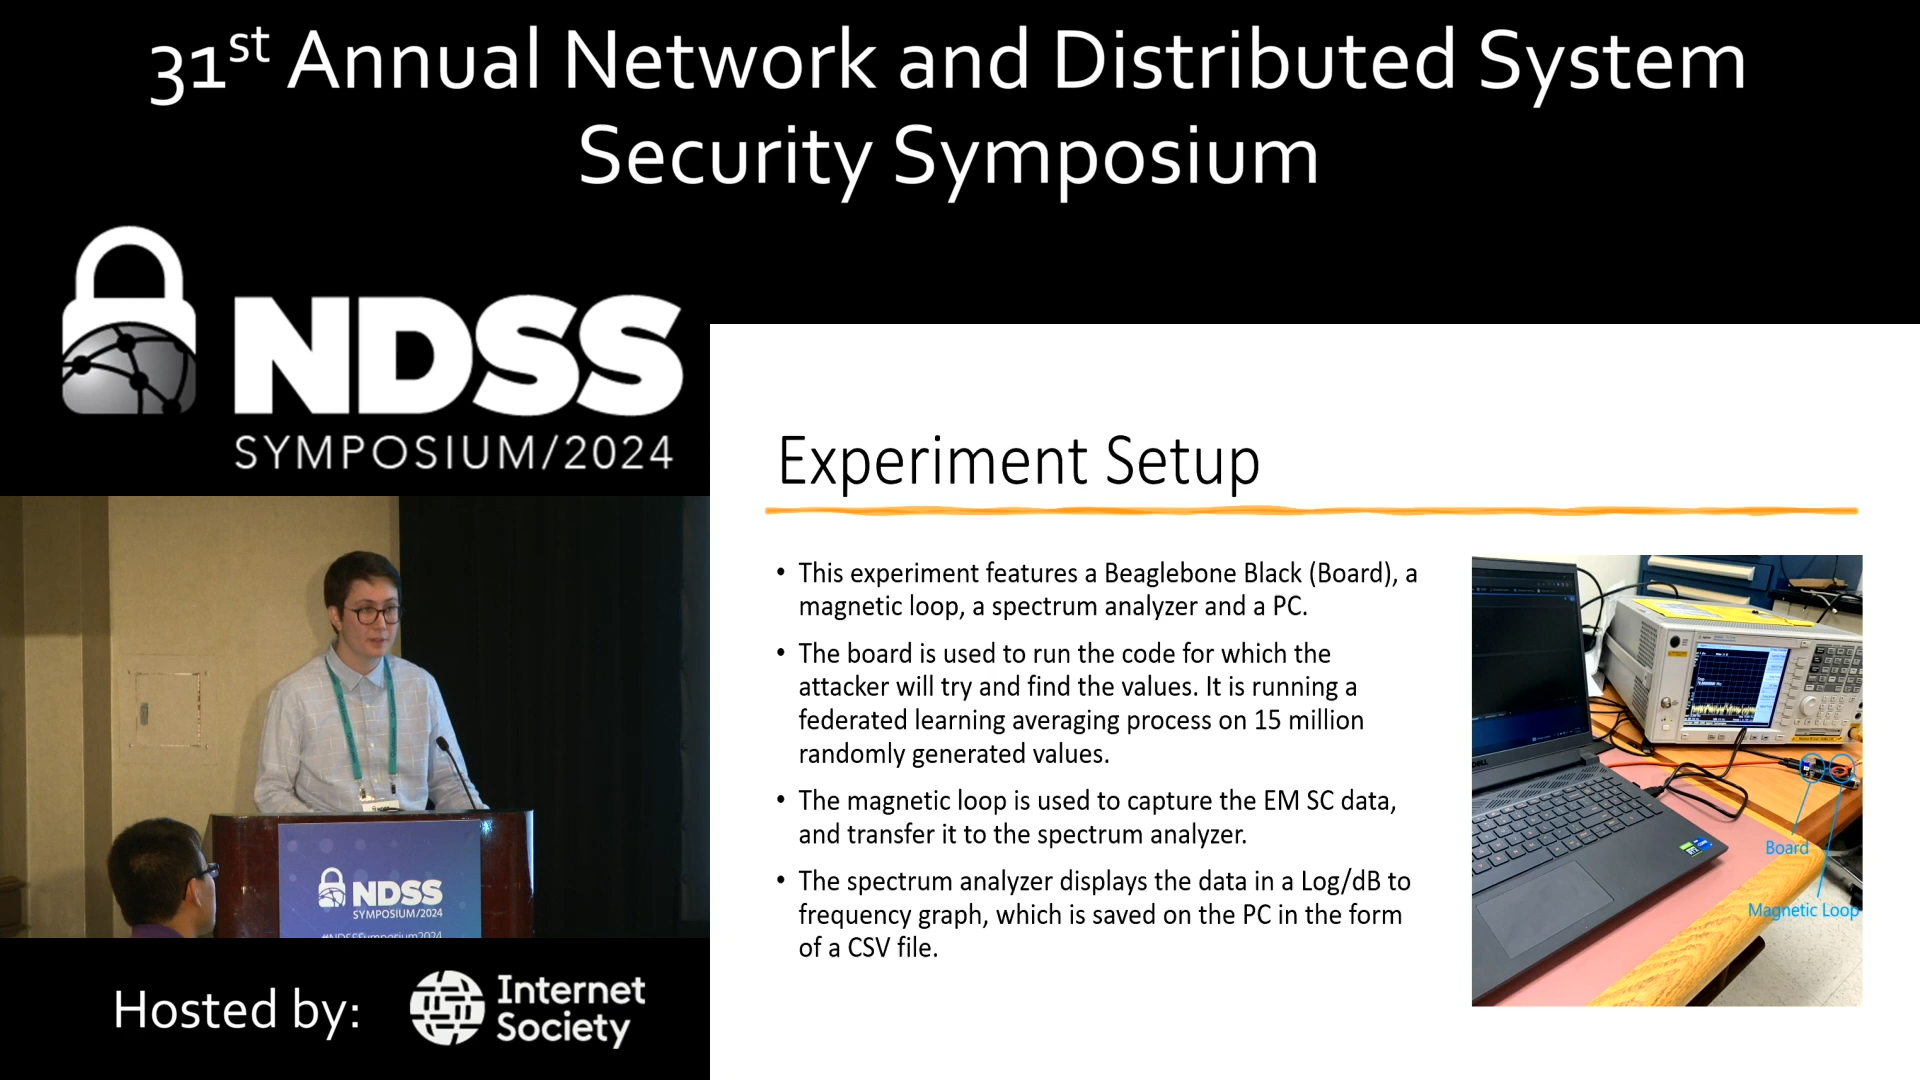 31st Annual Network and Distributed System
Security Symposium
NDSS
SYMPOSIUM/2024
Experiment Setup
• This experiment features a Beaglebone Black (Board), a
magnetic loop, a spectrum analyzer and a PC.
• The board is used to run the code for which the
attacker will try and find the values. It is running a
federated learning averaging process on 15 million
randomly generated values.
• The magnetic loop is used to capture the EM SC data,
and transfer it to the spectrum analyzer.
• The spectrum analyzer displays the data in a Log/dB to
frequency graph, which is saved on the PC in the form
of a CSV file.
Board
Magnetic Loop
DELL
NDSS
SYMPOSIUM/2024
#NDSSSymposium2024
Hosted by:
Internet
Society